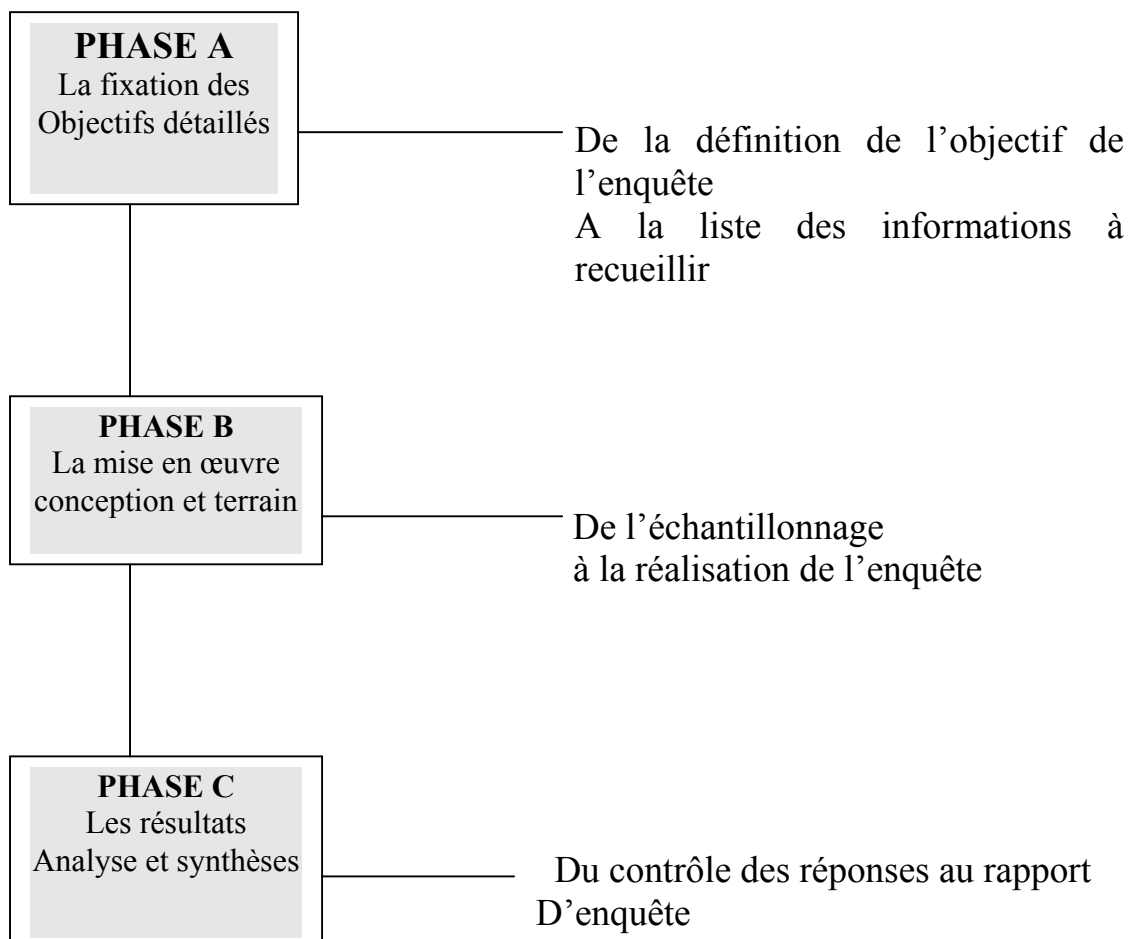 PHASE A
La fixation des
Objectifs détaillés
De la définition de l’objectif de
l’enquête
A la liste des informations à
recueillir
PHASE B
La mise en œuvre
conception et terrain
De l’échantillonnage
à la réalisation de l’enquête
PHASE C
Les résultats
Analyse et synthèses
Du contrôle des réponses au rapport
D’enquête